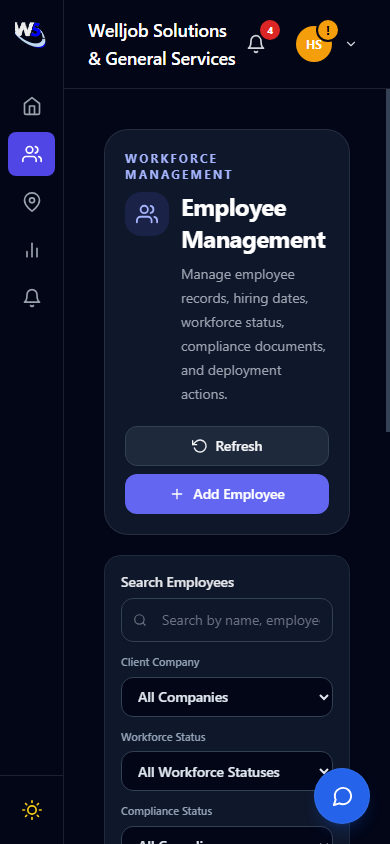 WS
Welljob Solutions
& General Services
4
HS
!
WORKFORCE
MANAGEMENT
Employee
Management
Manage employee
records, hiring dates,
workforce status,
compliance documents,
and deployment
actions.
Refresh
Add Employee
Search Employees
Search by name, employe
Client Company
All Companies
Workforce Status
All Workforce Statuses
Compliance Status